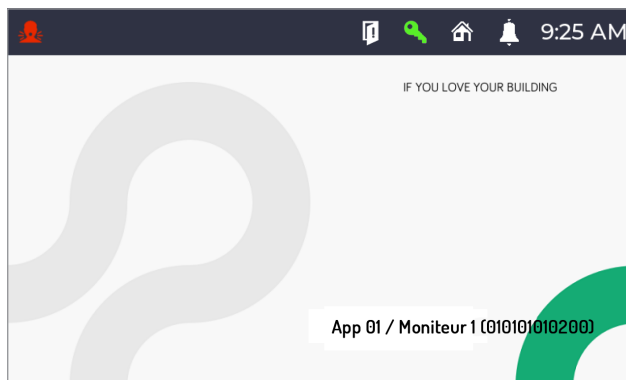 9:25 AM
IF YOU LOVE YOUR BUILDING
App 01 / Moniteur 1 (010101010200)